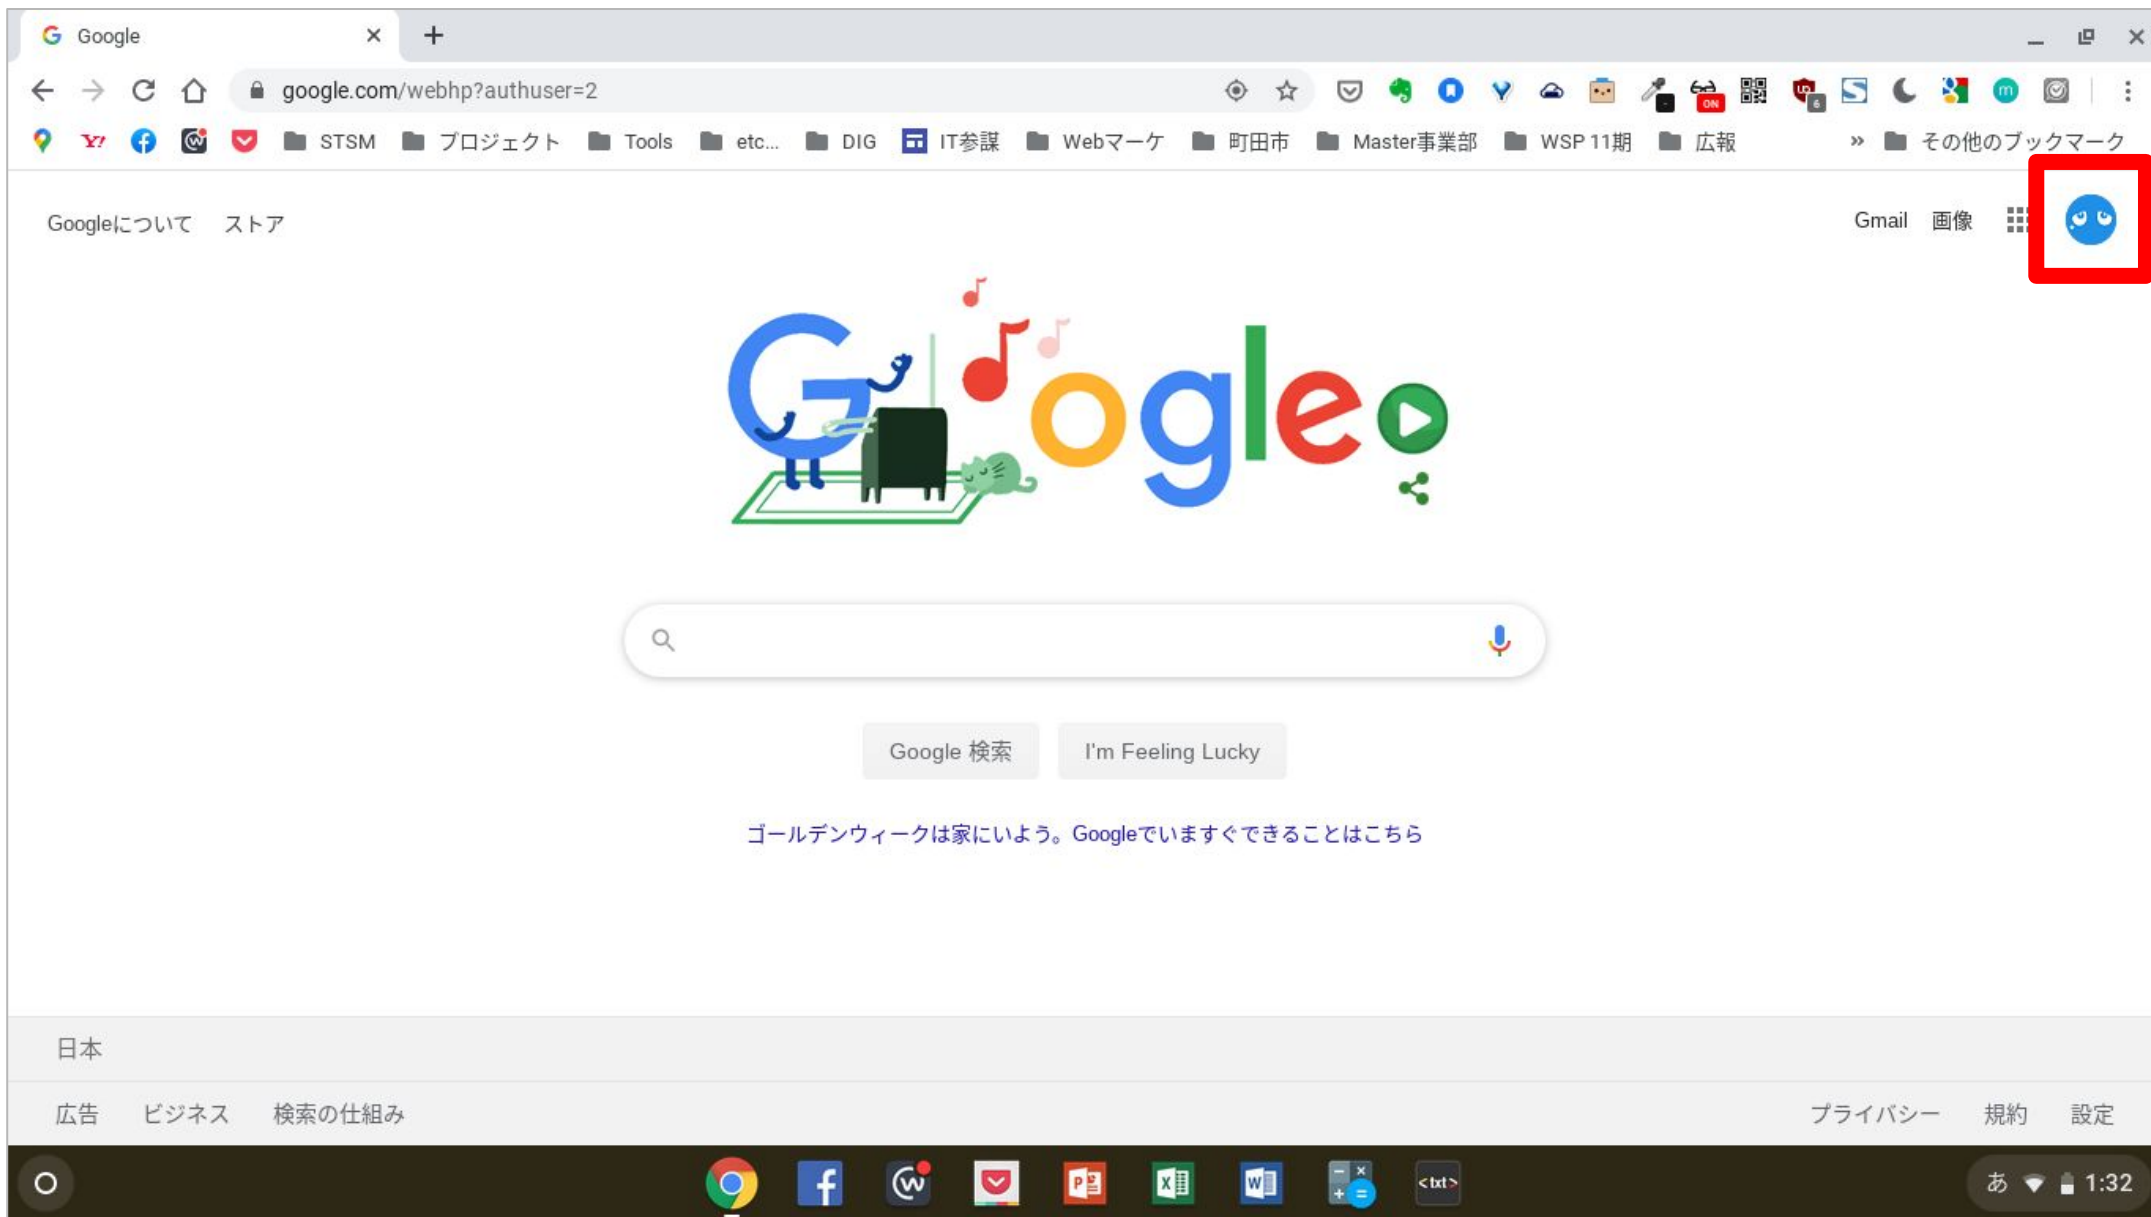 Google
google.com/webhp?authuser=2
STSM プロジェクト Tools etc... DIG IT参謀 Webマーケ 町田市 Master事業部 WSP 11期 広報 » その他のブックマーク
Googleについて ストア Gmail 画像
Google
Google 検索 I'm Feeling Lucky
ゴールデンウィークは家にいよう。Googleでいますぐできることはこちら
日本
広告 ビジネス 検索の仕組み プライバシー 規約 設定
<txt> あ 1:32